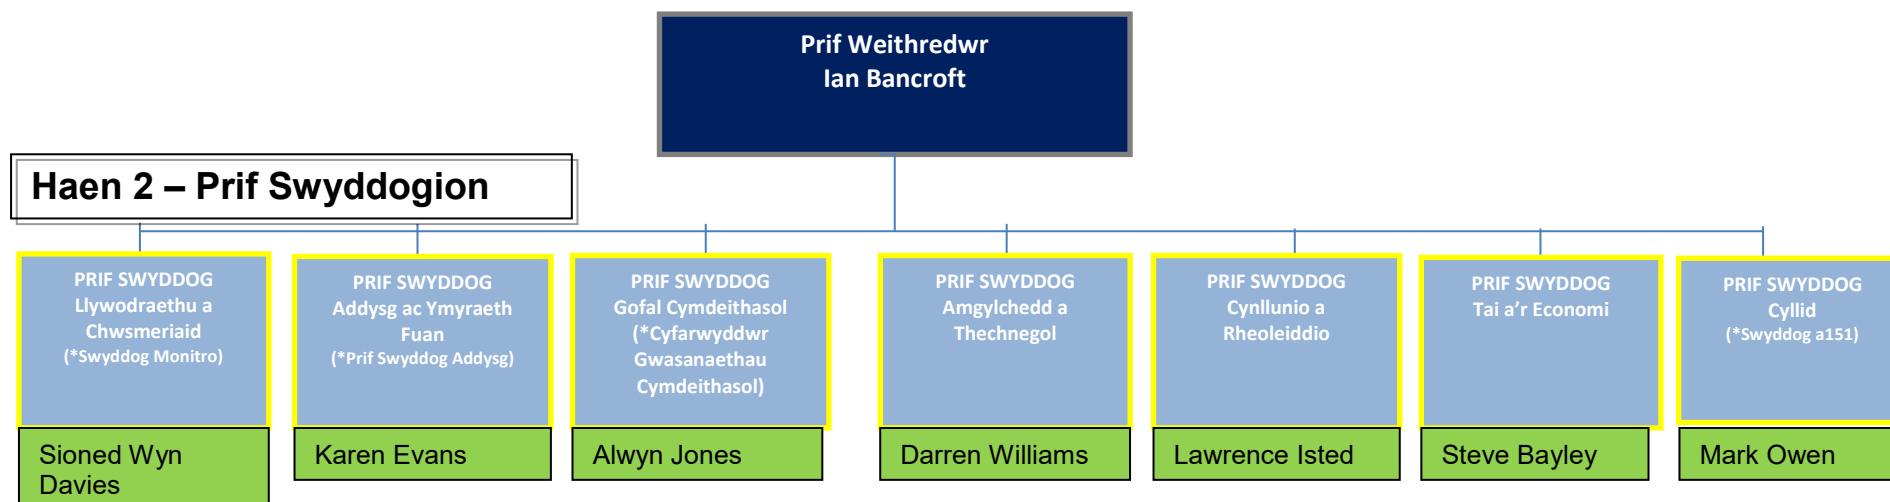 Prif Weithredwr
Ian Bancroft
Haen 2 – Prif Swyddogion
PRIF SWYDDOG
Llywodraethu a
Chwsmeriaid
(*Swyddog Monitro)
Sioned Wyn
Davies
PRIF SWYDDOG
Addysg ac Ymyraeth
Fuan
(*Prif Swyddog Addysg)
Karen Evans
PRIF SWYDDOG
Gofal Cymdeithasol
(*Cyfarwyddwr
Gwasanaethau
Cymdeithasol)
Alwyn Jones
PRIF SWYDDOG
Amgylchedd a
Thechnegol
Darren Williams
PRIF SWYDDOG
Cynllunio a
Rheoleiddio
Lawrence Isted
PRIF SWYDDOG
Tai a’r Economi
Steve Bayley
PRIF SWYDDOG
Cyllid
(*Swyddog a151)
Mark Owen